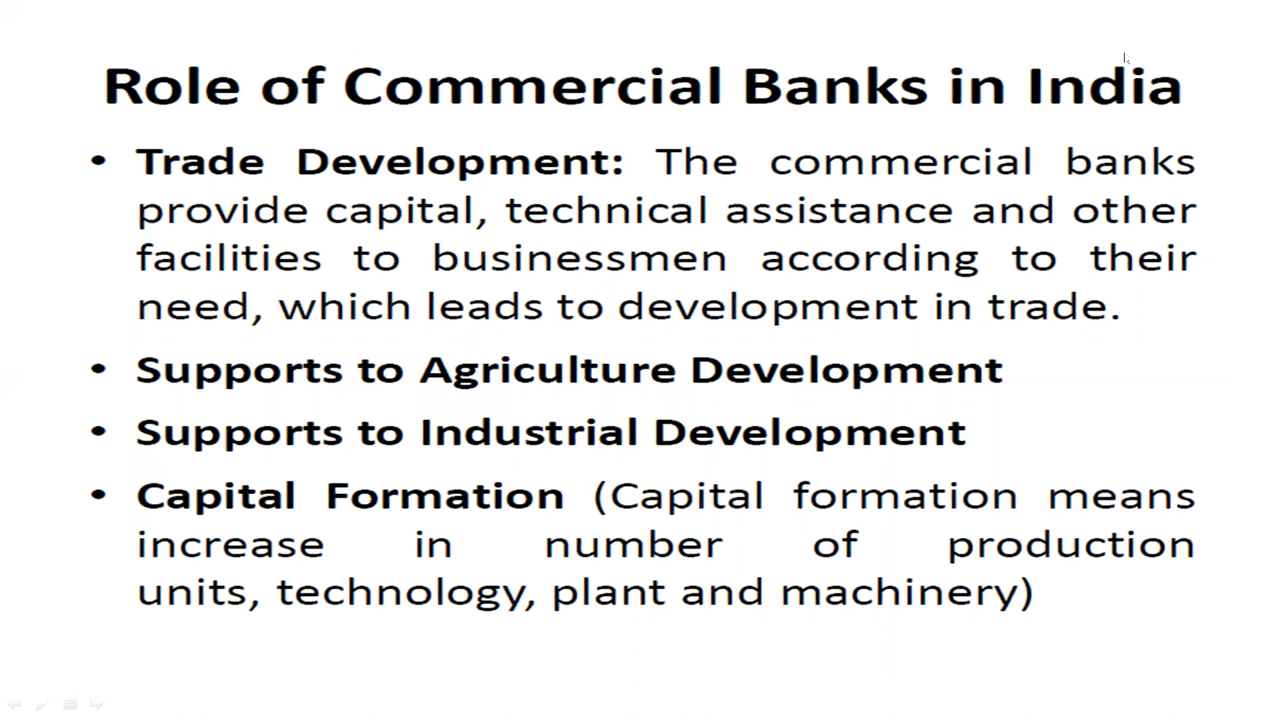 Role of Commercial Banks in India
• Trade Development: The commercial banks
provide capital, technical assistance and other
facilities to businessmen according to their
need, which leads to development in trade.
• Supports to Agriculture Development
• Supports to Industrial Development
• Capital Formation (Capital formation means
increase in number of production
units, technology, plant and machinery)